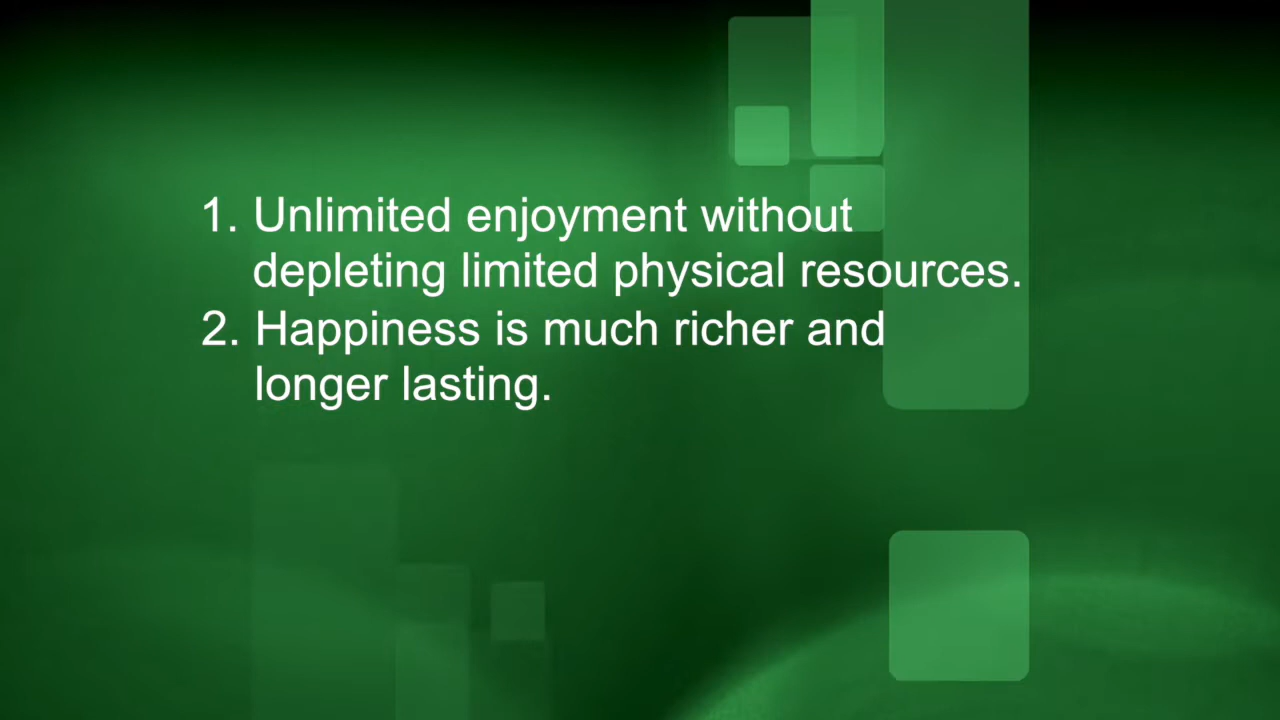 1. Unlimited enjoyment without
depleting limited physical resources.
2. Happiness is much richer and
longer lasting.